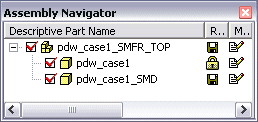 Assembly Navigator
Descriptive Part Name R.. M..
pdw_case1_SMFR_TOP
pdw_case1
pdw_case1_SMD